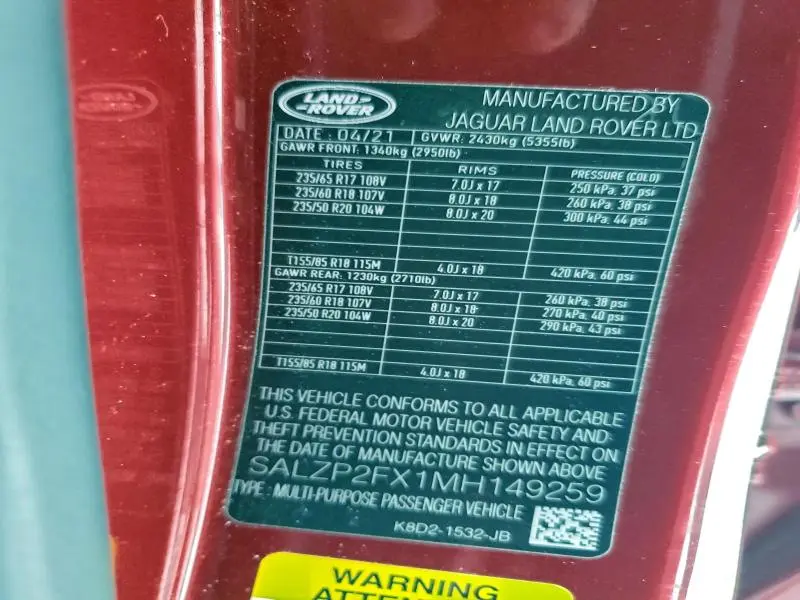 LAND-
-ROVER
MANUFACTURED BY
JAGUAR LAND ROVER LTD
DATE : 04/21 GVWR: 2430kg (5355lb)
GAWR FRONT: 1340kg (2950lb)
TIRES RIMS PRESSURE (COLD)
235/65 R17 108V 7.0J x 17 250 kPa, 37 psi
235/60 R18 107V 8.0J x 18 260 kPa, 38 psi
235/50 R20 104W 8.0J x 20 300 kPa, 44 psi
T155/85 R18 115M 4.0J x 18 420 kPa, 60 psi
GAWR REAR: 1230kg (2710lb)
235/65 R17 108V 7.0J x 17 260 kPa, 38 psi
235/60 R18 107V 8.0J x 18 270 kPa, 40 psi
235/50 R20 104W 8.0J x 20 290 kPa, 43 psi
T155/85 R18 115M 4.0J x 18 420 kPa, 60 psi
THIS VEHICLE CONFORMS TO ALL APPLICABLE
U.S. FEDERAL MOTOR VEHICLE SAFETY AND
THEFT PREVENTION STANDARDS IN EFFECT ON
THE DATE OF MANUFACTURE SHOWN ABOVE
SALZP2FX1MH149259
TYPE : MULTI-PURPOSE PASSENGER VEHICLE
K8D2-1532-JB
WARNING